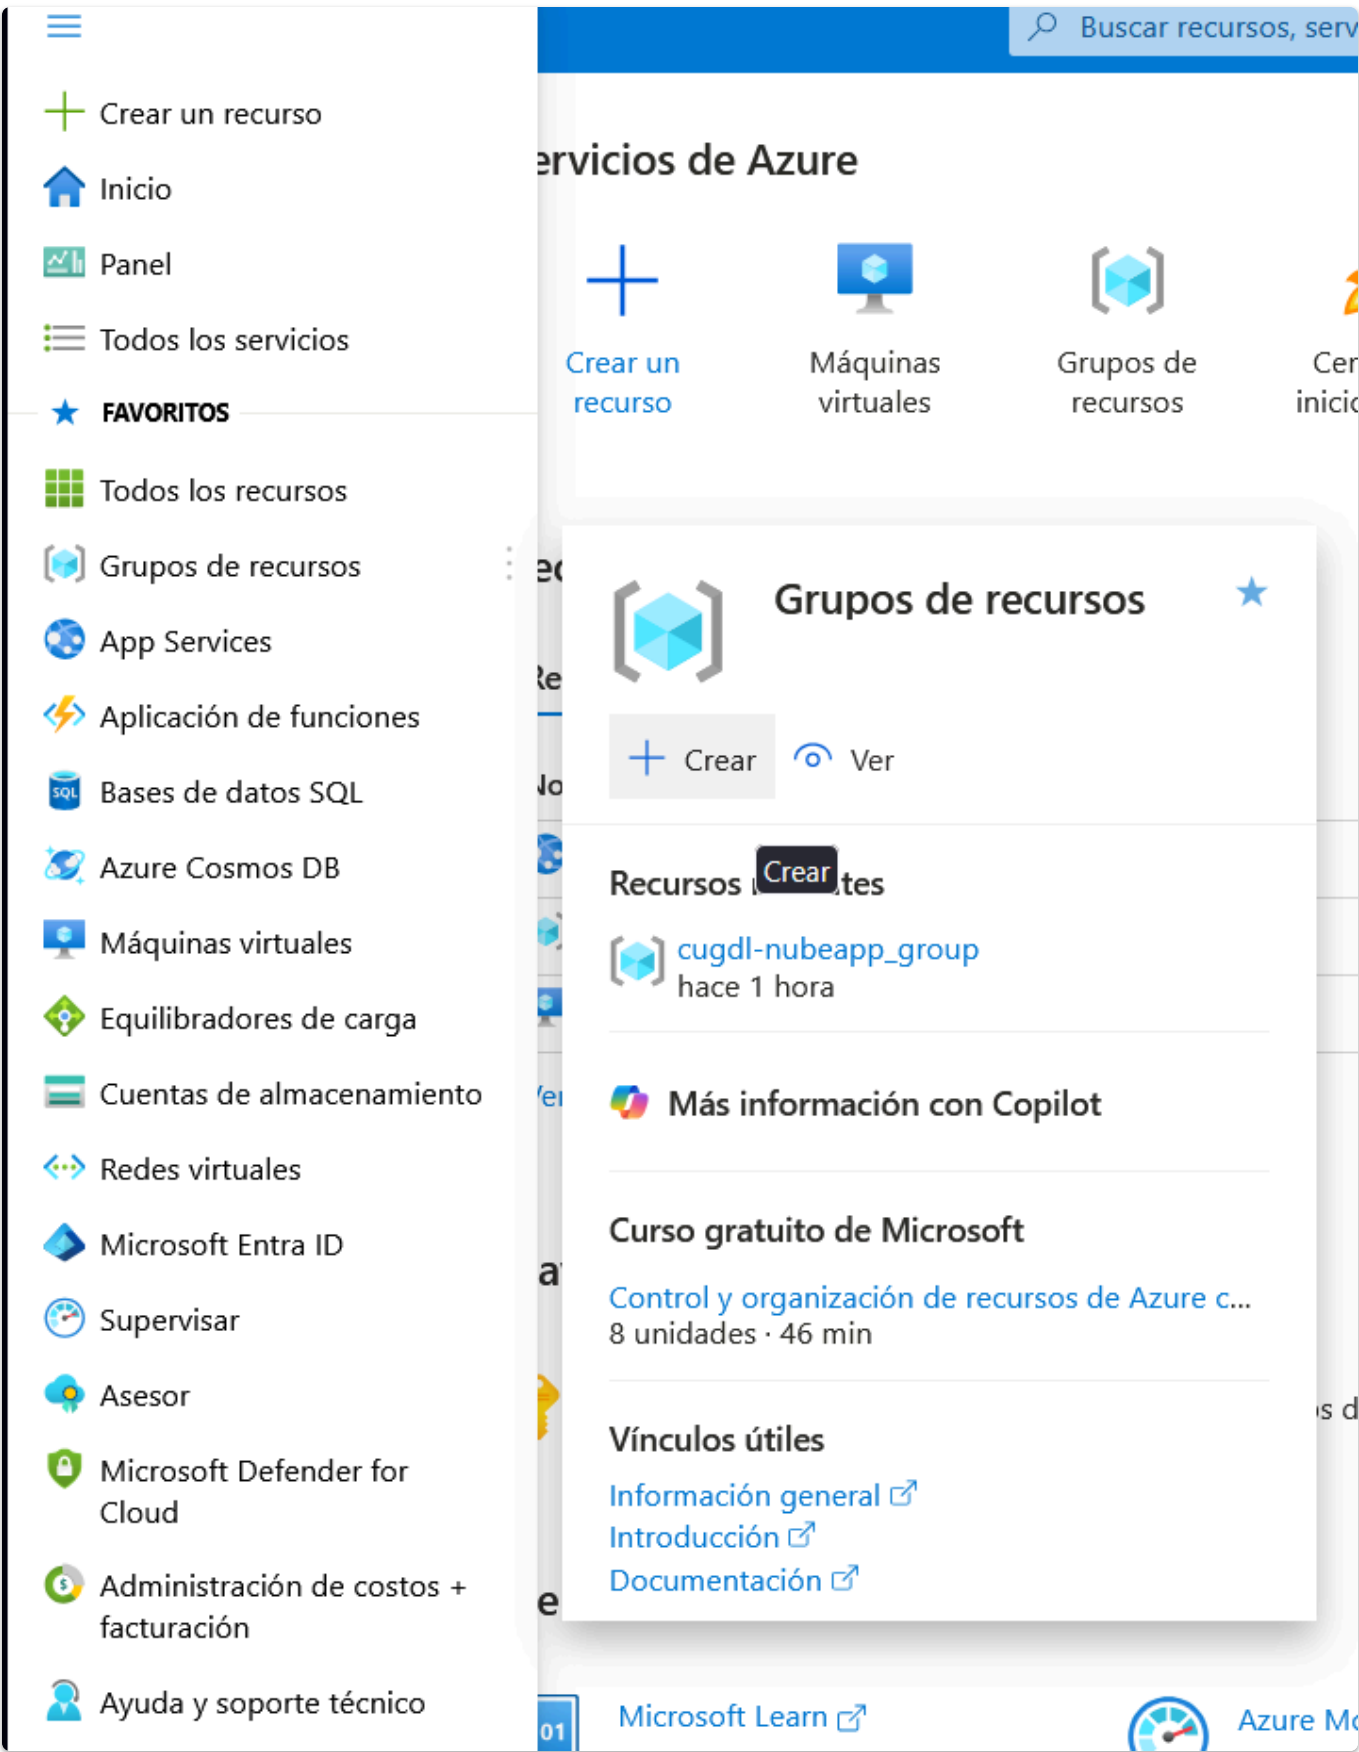 Buscar recursos, serv
Crear un recurso
Inicio
Panel
Todos los servicios
FAVORITOS
Todos los recursos
Grupos de recursos
App Services
Aplicación de funciones
SQL
Bases de datos SQL
Azure Cosmos DB
Máquinas virtuales
Equilibradores de carga
Cuentas de almacenamiento
Redes virtuales
Microsoft Entra ID
Supervisar
Asesor
Microsoft Defender for
Cloud
Administración de costos +
facturación
Ayuda y soporte técnico
ervicios de Azure
Crear un
recurso
Máquinas
virtuales
Grupos de
recursos
Cer
inicio
Grupos de recursos
Crear
Ver
Recursos
tes
Crear
cugdl-nubeapp_group
hace 1 hora
Más información con Copilot
Curso gratuito de Microsoft
Control y organización de recursos de Azure c...
8 unidades · 46 min
Vínculos útiles
Información general
Introducción
Documentación
Microsoft Learn
Azure Mo